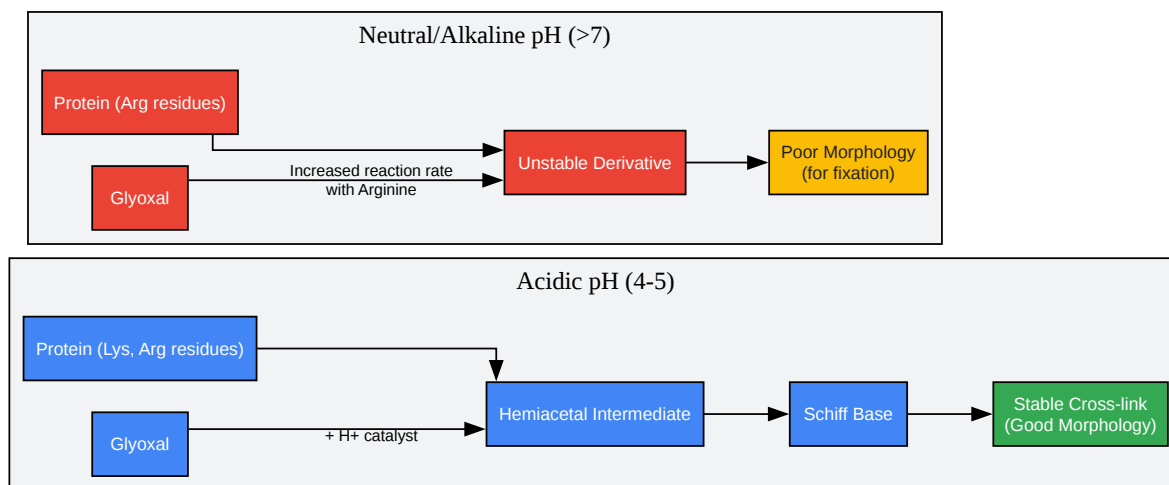 Neutral/Alkaline pH (>7)
Protein (Arg residues)
Glyoxal
Increased reaction rate
with Arginine
Unstable Derivative
Poor Morphology
(for fixation)
Acidic pH (4-5)
Protein (Lys, Arg residues)
Glyoxal
+ H+ catalyst
Hemiacetal Intermediate
Schiff Base
Stable Cross-link
(Good Morphology)